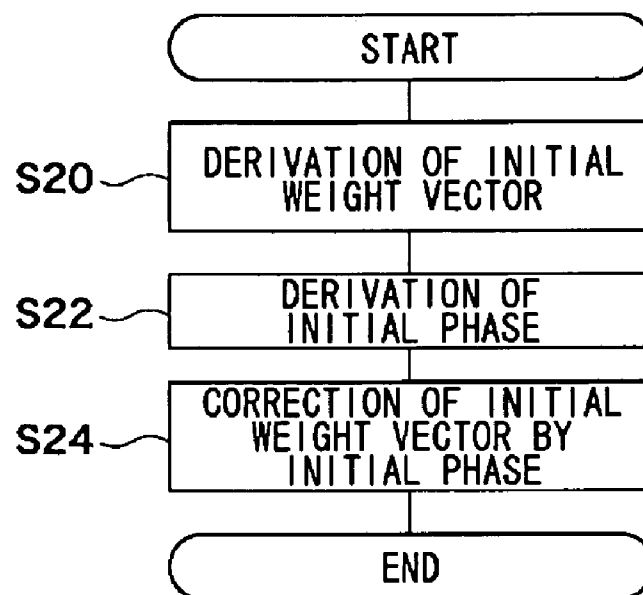 START
S20
DERIVATION OF INITIAL
WEIGHT VECTOR
S22
DERIVATION OF
INITIAL PHASE
S24
CORRECTION OF INITIAL
WEIGHT VECTOR BY
INITIAL PHASE
END